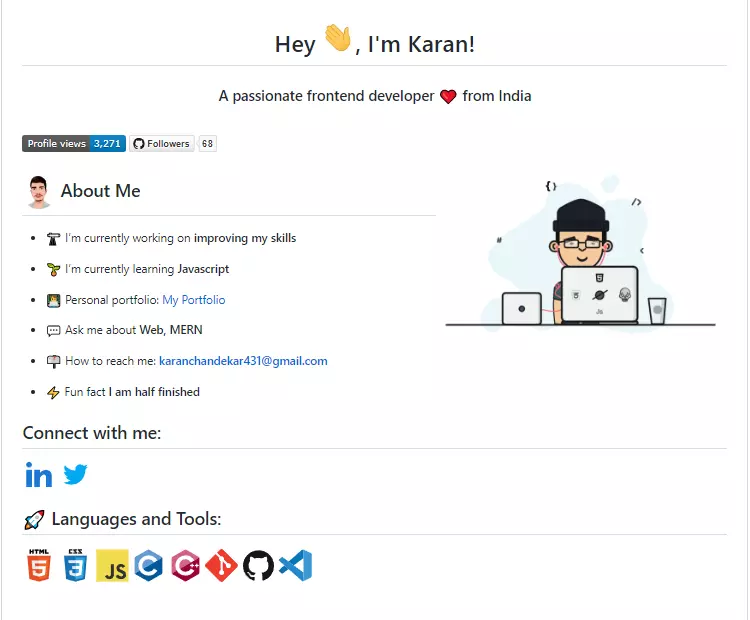 Hey 👋, I'm Karan!
A passionate frontend developer ❤️ from India
Profile views 3,271 Followers 68
About Me
I'm currently working on improving my skills
I'm currently learning Javascript
Personal portfolio: My Portfolio
Ask me about Web, MERN
How to reach me: karanchandekar431@gmail.com
Fun fact I am half finished
{}
/>
#
<
JS
Connect with me:
in
🚀 Languages and Tools:
HTML 5 CSS 3 JS C C++